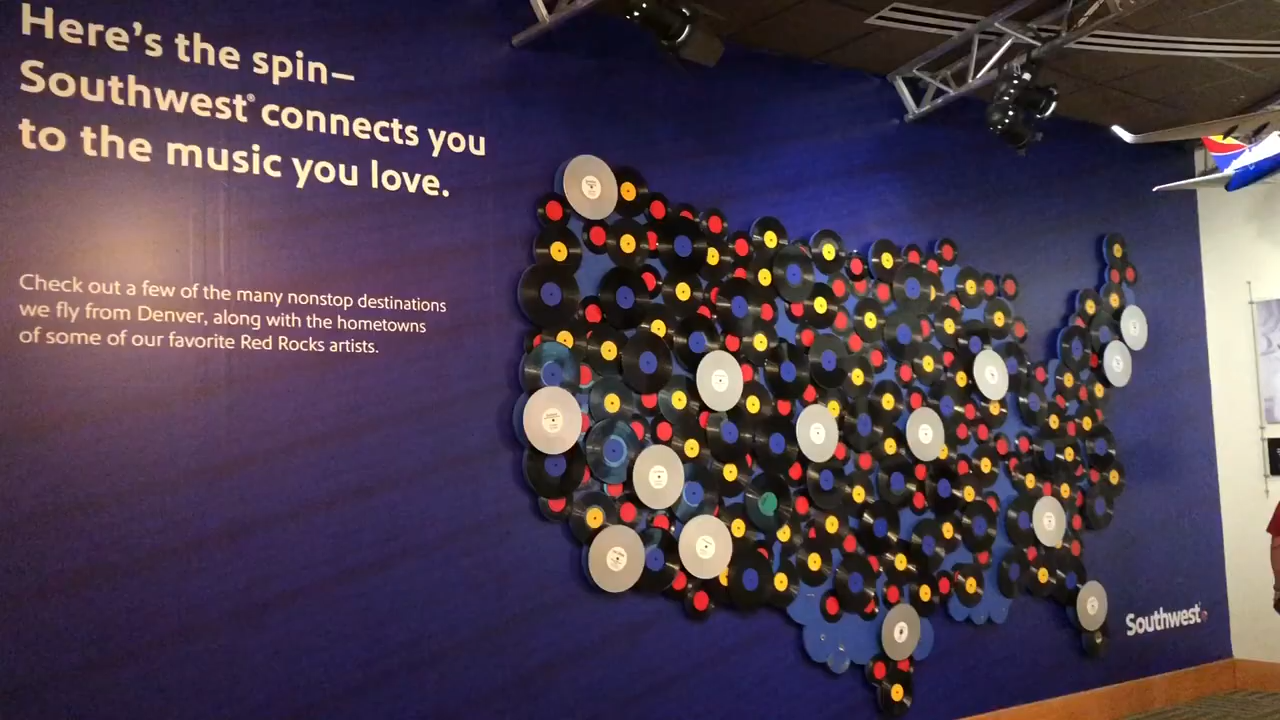 Here's the spin—
Southwest® connects you
to the music you love.
Check out a few of the many nonstop destinations
we fly from Denver, along with the hometowns
of some of our favorite Red Rocks artists.
Southwest